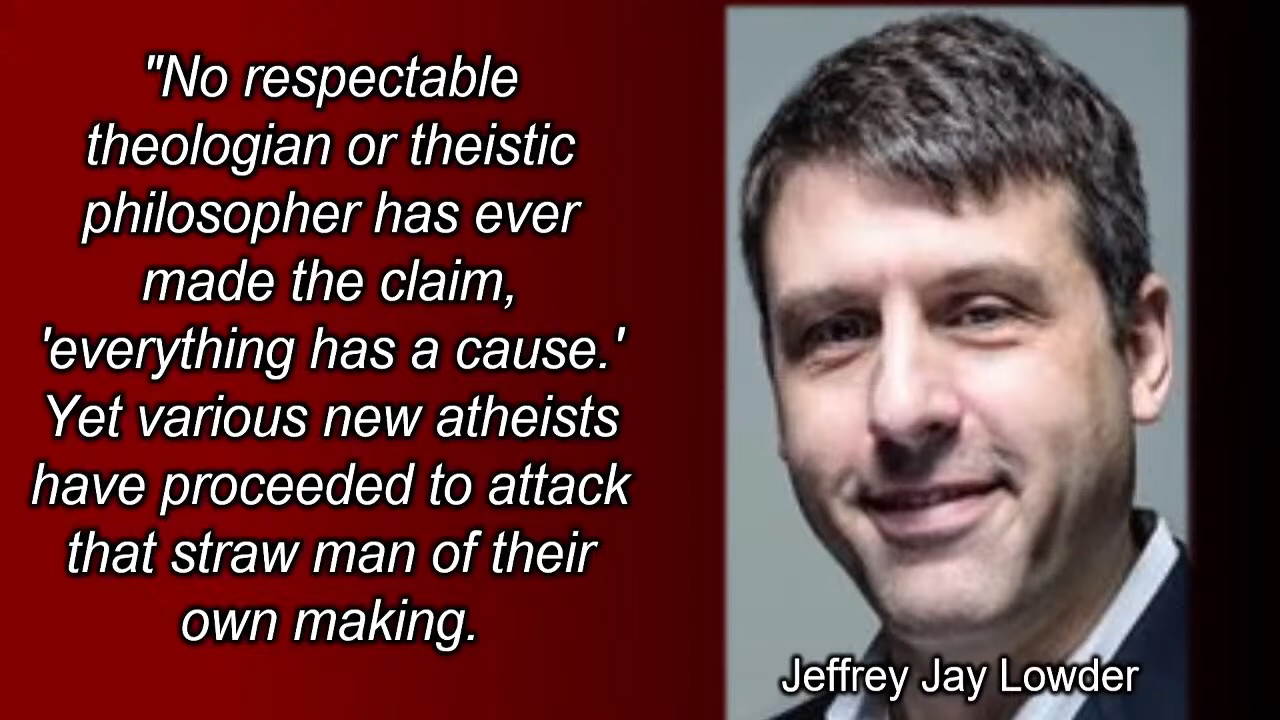 "No respectable
theologian or theistic
philosopher has ever
made the claim,
'everything has a cause.'
Yet various new atheists
have proceeded to attack
that straw man of their
own making.
Jeffrey Jay Lowder